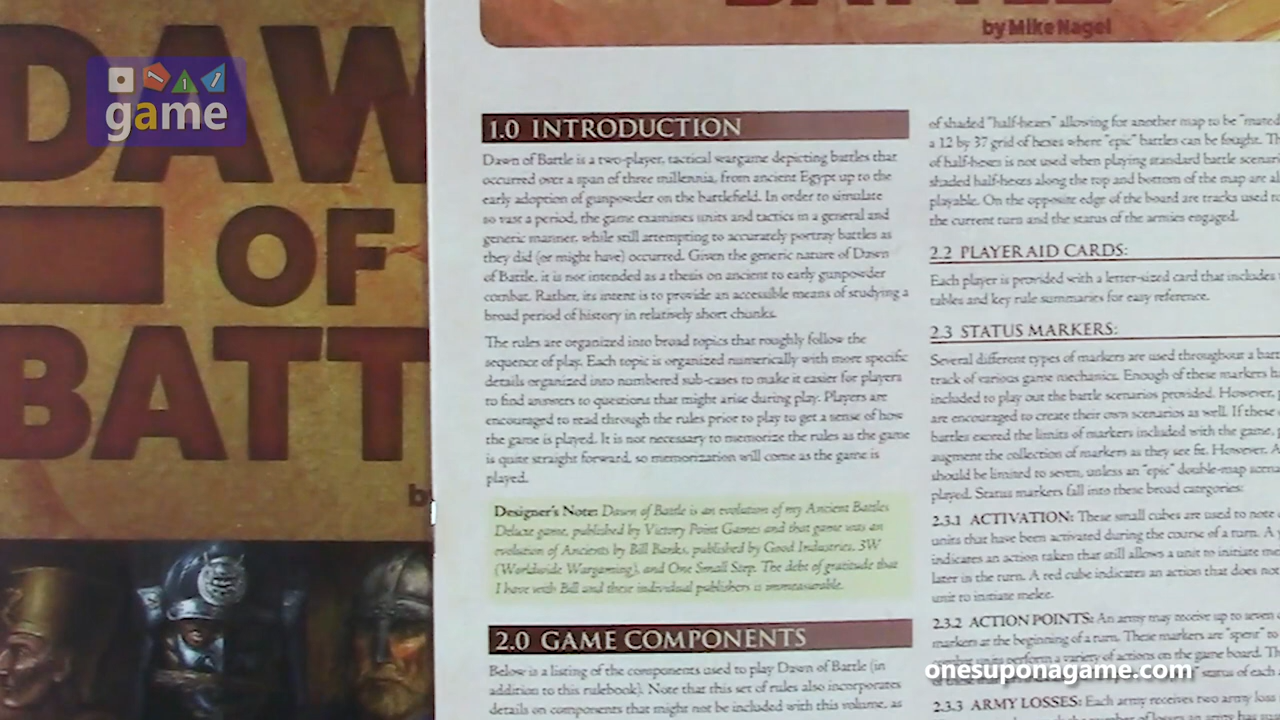 DAW
OF
BATT
b
game
BATTLE
by Mike Nagel
1.0 INTRODUCTION
Dawn of Battle is a two-player, tactical wargame depicting battles that
occurred over a span of three millennia, from ancient Egypt up to the
early adoption of gunpowder on the battlefield. In order to simulate
so vast a period, the game examines units and tactics in a general and
generic manner, while still attempting to accurately portray battles as
they did (or might have) occurred. Given the generic nature of Dawn
of Battle, it is not intended as a thesis on ancient to early gunpowder
combat. Rather, its intent is to provide an accessible means of studying a
broad period of history in relatively short chunks.
The rules are organized into broad topics that roughly follow the
sequence of play. Each topic is organized numerically with more specific
details organized into numbered sub-cases to make it easier for players
to find answers to questions that might arise during play. Players are
encouraged to read through the rules prior to play to get a sense of how
the game is played. It is not necessary to memorize the rules as the game
is quite straight forward, so memorization will come as the game is
played.
Designer's Note: Dawn of Battle is an evolution of my Ancient Battles
Deluxe game, published by Victory Point Games and that game was an
evolution of Ancients by Bill Banks, published by Good Industries, 3W
(Worldwide Wargaming), and One Small Step. The debt of gratitude that
I have with Bill and these individual publishers is immeasurable.
2.0 GAME COMPONENTS
Below is a listing of the components used to play Dawn of Battle (in
addition to this rulebook). Note that this set of rules also incorporates
details on components that might not be included with this volume, as
of shaded "half-hexes" allowing for another map to be "mated
a 12 by 37 grid of hexes where "epic" battles can be fought. Th
of half-hexes is not used when playing standard battle scenar
shaded half-hexes along the top and bottom of the map are al
playable. On the opposite edge of the board are tracks used t
the current turn and the status of the armies engaged.
2.2 PLAYER AID CARDS:
Each player is provided with a letter-sized card that includes
tables and key rule summaries for easy reference.
2.3 STATUS MARKERS:
Several different types of markers are used throughout a batt
track of various game mechanics. Enough of these markers ha
included to play out the battle scenarios provided. However,
are encouraged to create their own scenarios as well. If these
battles exceed the limits of markers included with the game,
augment the collection of markers as they see fit. However, A
should be limited to seven, unless an "epic" double-map scena
played. Status markers fall into these broad categories:
2.3.1 ACTIVATION: These small cubes are used to note
units that have been activated during the course of a turn. A
indicates an action taken that still allows a unit to initiate me
later in the turn. A red cube indicates an action that does not
unit to initiate melee.
2.3.2 ACTION POINTS: An army may receive up to seven
markers at the beginning of a turn. These markers are "spent" to
perform a variety of actions on the game board. Th
status of each
onesuponagame.com
2.3.3 ARMY LOSSES: Each army receives two army loss